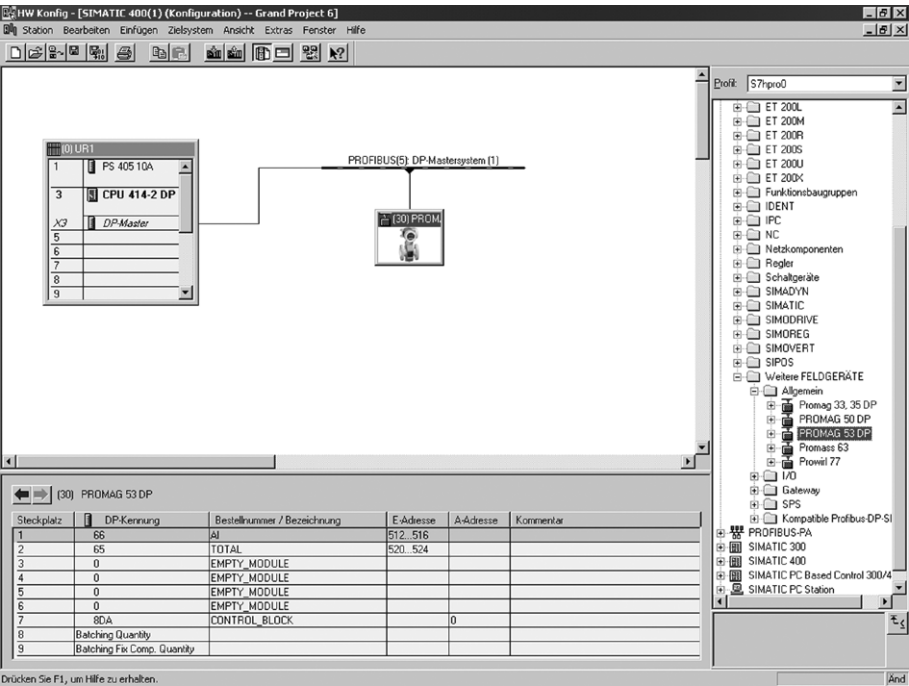 HW Konfig - [SIMATIC 400(1) (Konfiguration) -- Grand Project 6]
Station Bearbeiten Einfügen Zielsystem Ansicht Extras Fenster Hilfe
Profil: S7hpro0
(0) UR1
1 PS 405 10A
3 CPU 414-2 DP
X3 DP-Master
5
6
7
8
9
PROFIBUS(5): DP-Mastersystem (1)
(30) PROM
ET 200L
ET 200M
ET 200R
ET 200S
ET 200U
ET 200X
Funktionsbaugruppen
IDENT
IPC
NC
Netzkomponenten
Regler
Schaltgeräte
SIMADYN
SIMATIC
SIMODRIVE
SIMOREG
SIMOVERT
SIPOS
Weitere FELDGERÄTE
Allgemein
Promag 33, 35 DP
PROMAG 50 DP
PROMAG 53 DP
Promass 63
Prowirl 77
I/O
Gateway
SPS
Kompatible Profibus-DP-Sl
PROFIBUS-PA
SIMATIC 300
SIMATIC 400
SIMATIC PC Based Control 300/4
SIMATIC PC Station
(30) PROMAG 53 DP
Steckplatz DP-Kennung Bestellnummer / Bezeichnung E-Adresse A-Adresse Kommentar
1 66 AI 512...516
2 65 TOTAL 520...524
3 0 EMPTY_MODULE
4 0 EMPTY_MODULE
5 0 EMPTY_MODULE
6 0 EMPTY_MODULE
7 8DA CONTROL_BLOCK 0
8 Batching Quantity
9 Batching Fix Comp. Quantity
Drücken Sie F1, um Hilfe zu erhalten.
Änd